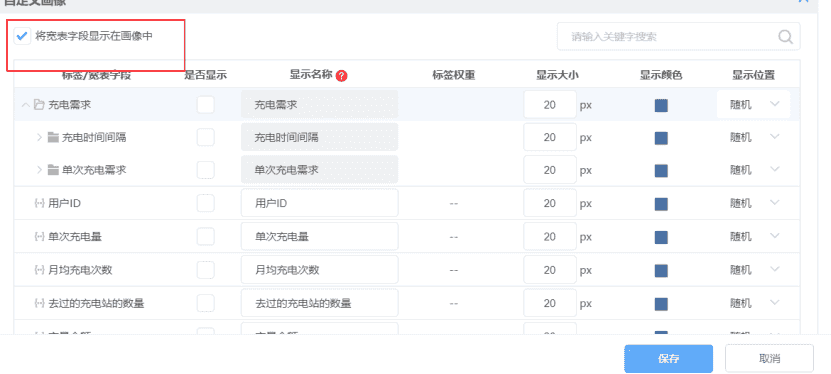 自定义画像
将宽表字段显示在画像中 请输入关键字搜索
标签/宽表字段 是否显示 显示名称 ? 标签权重 显示大小 显示颜色 显示位置
充电需求 充电需求 20 px 随机
充电时间间隔 充电时间间隔 20 px 随机
单次充电需求 单次充电需求 20 px 随机
用户ID 用户ID -- 20 px 随机
单次充电量 单次充电量 -- 20 px 随机
月均充电次数 月均充电次数 -- 20 px 随机
去过的充电站的数量 去过的充电站的数量 -- 20 px 随机
保存 取消